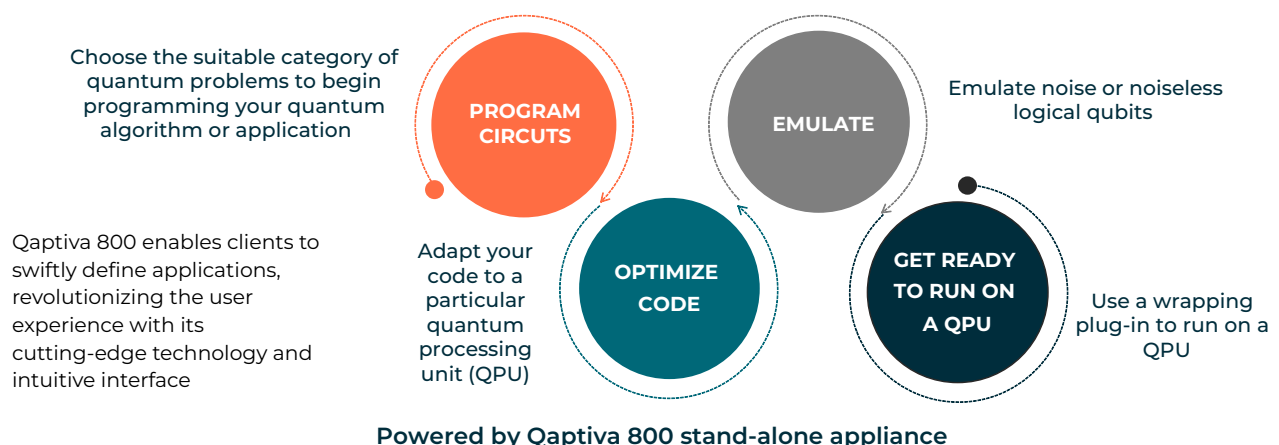 Choose the suitable category of
quantum problems to begin
programming your quantum
algorithm or application
PROGRAM
CIRCUTS
EMULATE
Emulate noise or noiseless
logical qubits
Qaptiva 800 enables clients to
swiftly define applications,
revolutionizing the user
experience with its
cutting-edge technology and
intuitive interface
Adapt your
code to a
particular
quantum
processing
unit (QPU)
OPTIMIZE
CODE
GET READY
TO RUN ON
A QPU
Use a wrapping
plug-in to run on a
QPU
Powered by Qaptiva 800 stand-alone appliance